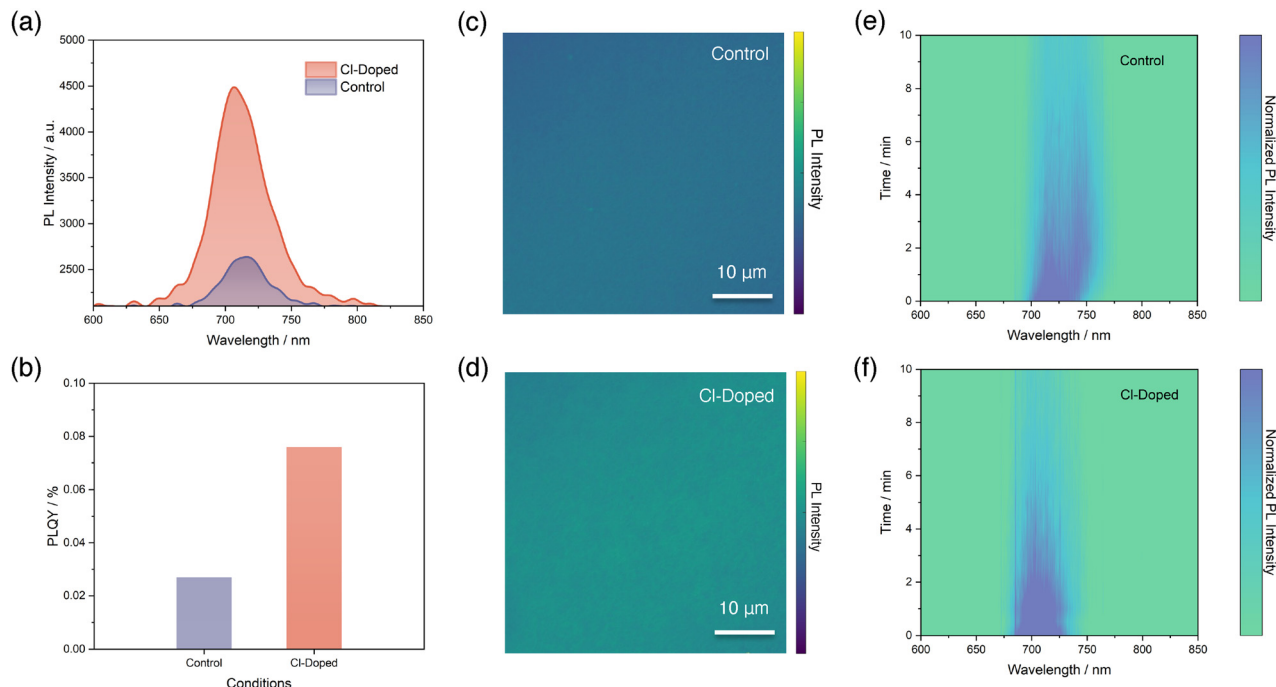 (a)
5000
4500
4000
3500
3000
2500
PL Intensity / a.u.
Cl-Doped
Control
600 650 700 750 800 850
Wavelength / nm
(b)
0.10
0.08
0.06
0.04
0.02
0.00
PLQY / %
Control Cl-Doped
Conditions
(c)
Control
10 µm
PL Intensity
(d)
Cl-Doped
10 µm
PL Intensity
(e)
10
8
6
4
2
0
Time / min
Control
600 650 700 750 800 850
Wavelength / nm
Normalized PL Intensity
(f)
10
8
6
4
2
0
Time / min
Cl-Doped
600 650 700 750 800 850
Wavelength / nm
Normalized PL Intensity